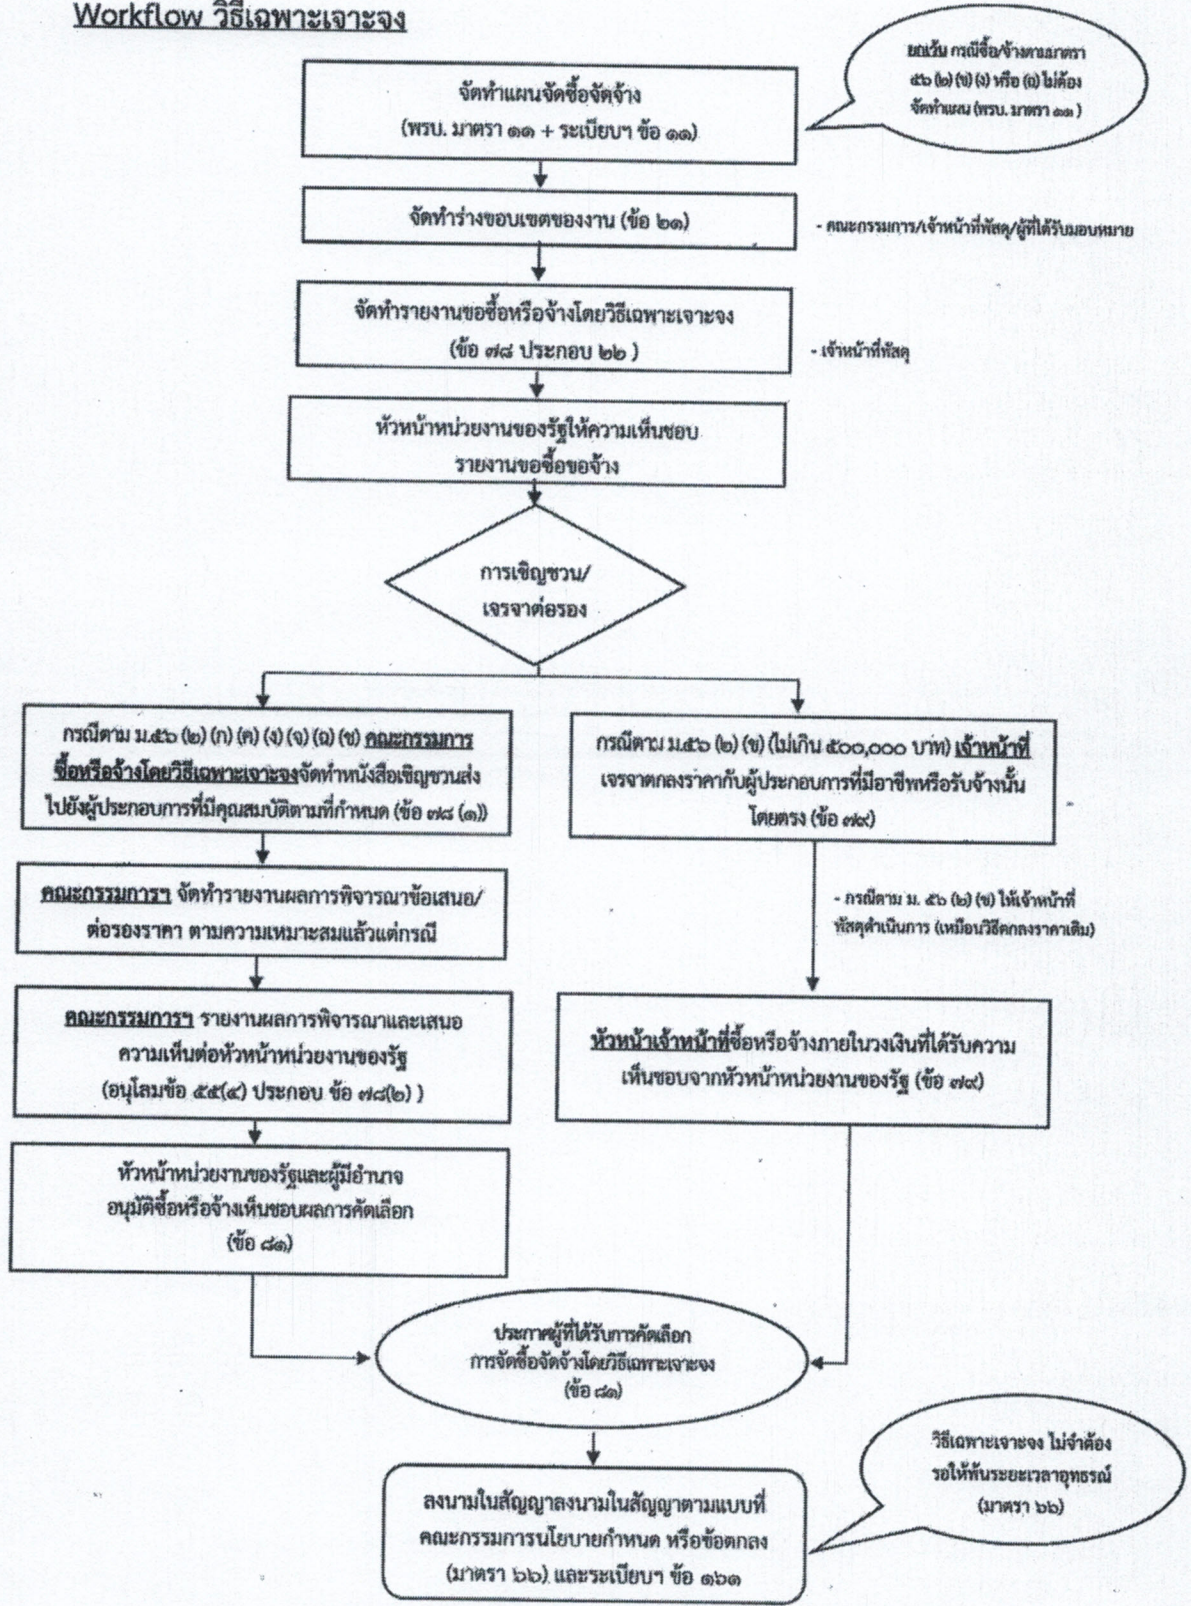 Workflow วิธีเฉพาะเจาะจง
ยกเว้น กรณีซื้อ/จ้างตามมาตรา
๕๖ (๒) (ข) (ง) หรือ (ฉ) ไม่ต้อง
จัดทำแผน (พรบ. มาตรา ๑๑ )
จัดทำแผนจัดซื้อจัดจ้าง
(พรบ. มาตรา ๑๑ + ระเบียบฯ ข้อ ๑๑)
จัดทำร่างขอบเขตของงาน (ข้อ ๒๑)
- คณะกรรมการ/เจ้าหน้าที่พัสดุ/ผู้ที่ได้รับมอบหมาย
จัดทำรายงานขอซื้อหรือจ้างโดยวิธีเฉพาะเจาะจง
(ข้อ ๗๘ ประกอบ ๒๒ )
- เจ้าหน้าที่พัสดุ
หัวหน้าหน่วยงานของรัฐให้ความเห็นชอบ
รายงานขอซื้อขอจ้าง
การเชิญชวน/
เจรจาต่อรอง
กรณีตาม ม.๕๖ (๒) (ก) (ค) (ง) (จ) (ฉ) (ช) คณะกรรมการ
ซื้อหรือจ้างโดยวิธีเฉพาะเจาะจงจัดทำหนังสือเชิญชวนส่ง
ไปยังผู้ประกอบการที่มีคุณสมบัติตามที่กำหนด (ข้อ ๗๘ (๑))
กรณีตาม ม.๕๖ (๒) (ข) (ไม่เกิน ๕๐๐,๐๐๐ บาท) เจ้าหน้าที่
เจรจาตกลงราคากับผู้ประกอบการที่มีอาชีพหรือรับจ้างนั้น
โดยตรง (ข้อ ๗๙)
คณะกรรมการฯ จัดทำรายงานผลการพิจารณาข้อเสนอ/
ต่อรองราคา ตามความเหมาะสมแล้วแต่กรณี
- กรณีตาม ม. ๕๖ (๒) (ข) ให้เจ้าหน้าที่
พัสดุดำเนินการ (เหมือนวิธีตกลงราคาเดิม)
คณะกรรมการฯ รายงานผลการพิจารณาและเสนอ
ความเห็นต่อหัวหน้าหน่วยงานของรัฐ
(อนุโลมข้อ ๕๕(๔) ประกอบ ข้อ ๗๘(๒) )
หัวหน้าเจ้าหน้าที่ซื้อหรือจ้างภายในวงเงินที่ได้รับความ
เห็นชอบจากหัวหน้าหน่วยงานของรัฐ (ข้อ ๗๙)
หัวหน้าหน่วยงานของรัฐและผู้มีอำนาจ
อนุมัติซื้อหรือจ้างเห็นชอบผลการคัดเลือก
(ข้อ ๘๑)
ประกาศผู้ที่ได้รับการคัดเลือก
การจัดซื้อจัดจ้างโดยวิธีเฉพาะเจาะจง
(ข้อ ๘๑)
วิธีเฉพาะเจาะจง ไม่จำต้อง
รอให้พ้นระยะเวลาอุทธรณ์
(มาตรา ๖๖)
ลงนามในสัญญาลงนามในสัญญาตามแบบที่
คณะกรรมการนโยบายกำหนด หรือข้อตกลง
(มาตรา ๖๖) และระเบียบฯ ข้อ ๑๖๑